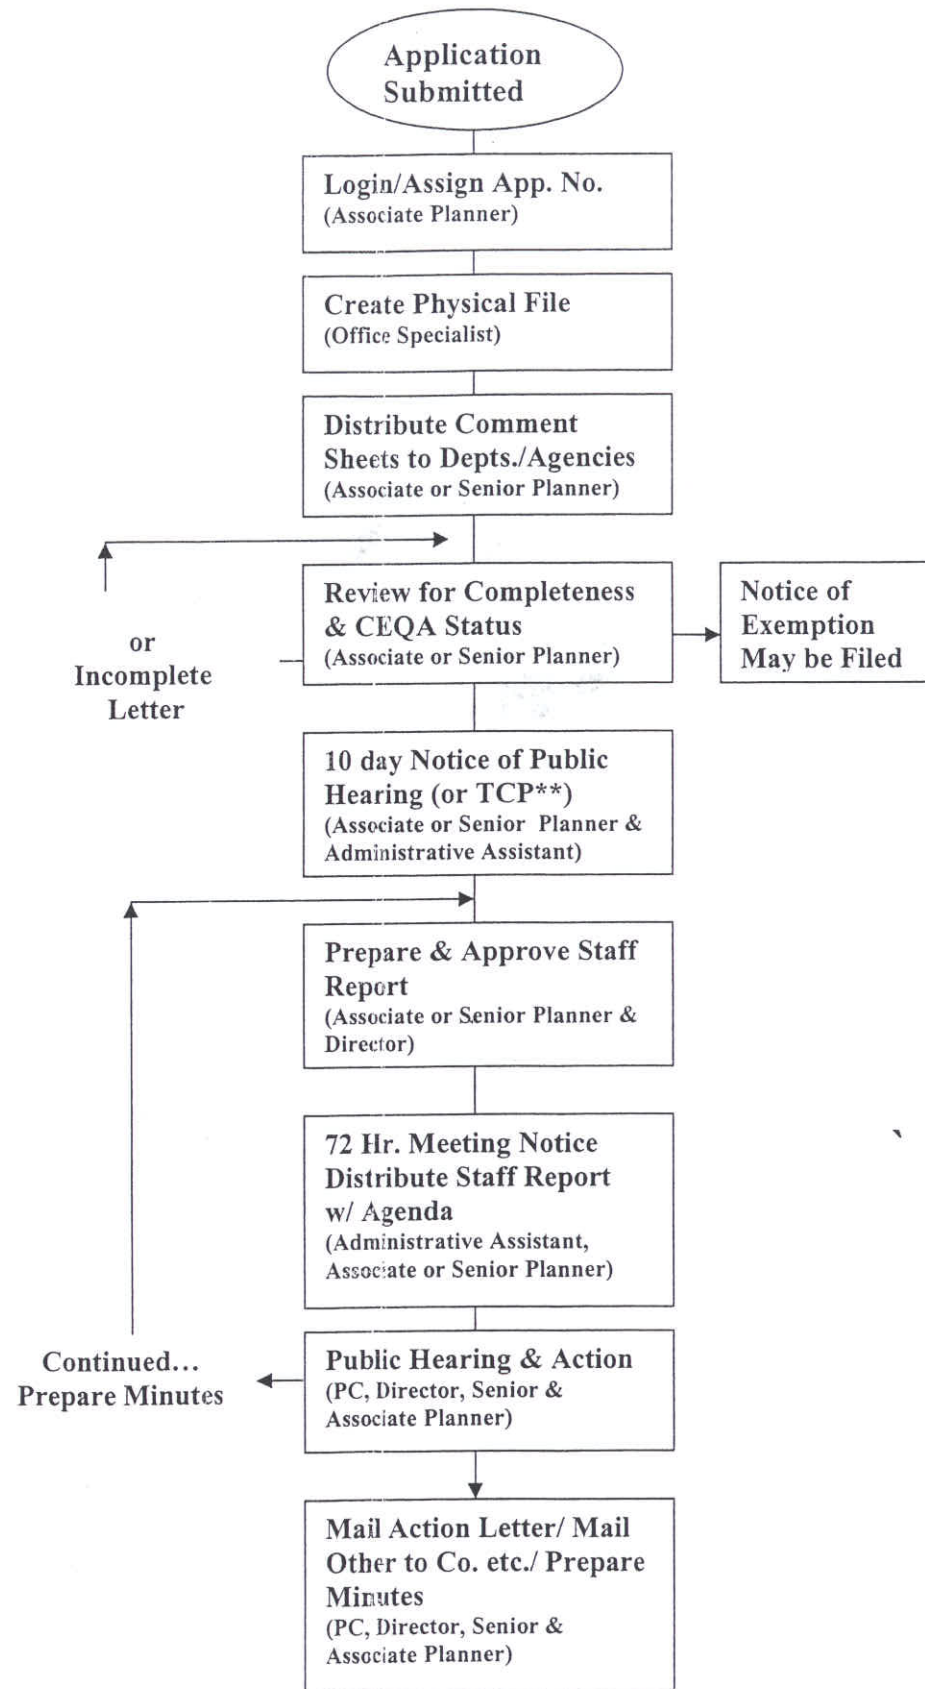 Application
Submitted
Login/Assign App. No.
(Associate Planner)
Create Physical File
(Office Specialist)
Distribute Comment
Sheets to Depts./Agencies
(Associate or Senior Planner)
Review for Completeness
& CEQA Status
(Associate or Senior Planner)
Notice of
Exemption
May be Filed
or
Incomplete
Letter
10 day Notice of Public
Hearing (or TCP**)
(Associate or Senior Planner &
Administrative Assistant)
Prepare & Approve Staff
Report
(Associate or Senior Planner &
Director)
72 Hr. Meeting Notice
Distribute Staff Report
w/ Agenda
(Administrative Assistant,
Associate or Senior Planner)
Public Hearing & Action
(PC, Director, Senior &
Associate Planner)
Continued...
Prepare Minutes
Mail Action Letter/ Mail
Other to Co. etc./ Prepare
Minutes
(PC, Director, Senior &
Associate Planner)